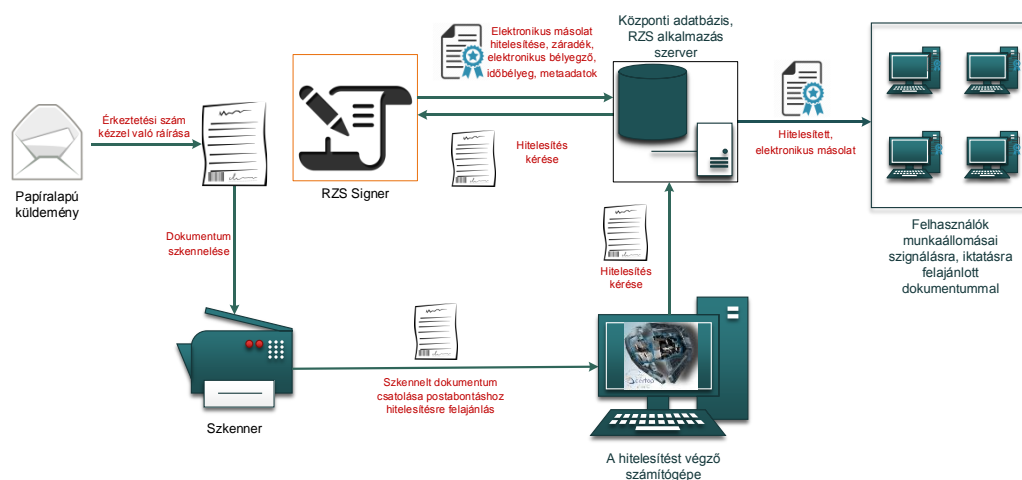 Elektronikus másolat
hitelesítése, záradék,
elektronikus bélyegző,
időbélyeg, metaadatok
Központi adatbázis,
RZS alkalmazás
szerver
Érkeztetési szám
kézzel való ráírása
Hitelesítés
kérése
Hitelesített,
elektronikus másolat
Papíralapú
küldemény
RZS Signer
Felhasználók
munkaállomásai
szignálásra, iktatásra
felajánlott
dokumentummal
Dokumentum
szkennelése
Hitelesítés
kérése
Szkennelt dokumentum
csatolása postabontáshoz
hitelesítésre felajánlás
Szkenner
A hitelesítést végző
számítógépe